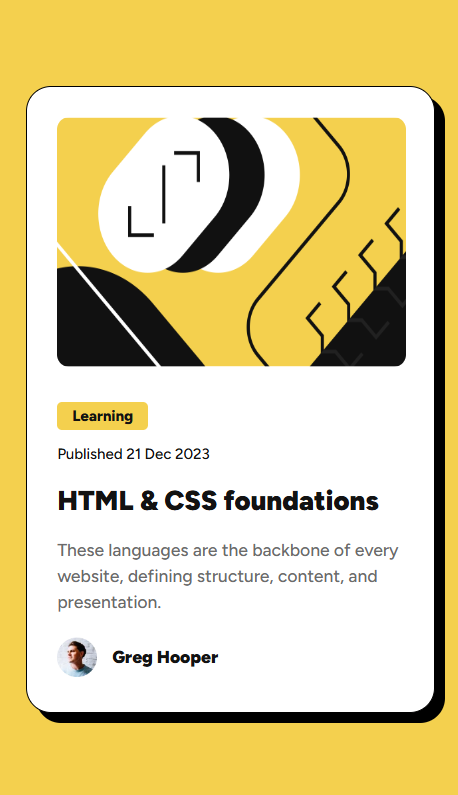 Learning
Published 21 Dec 2023
HTML & CSS foundations
These languages are the backbone of every
website, defining structure, content, and
presentation.
Greg Hooper